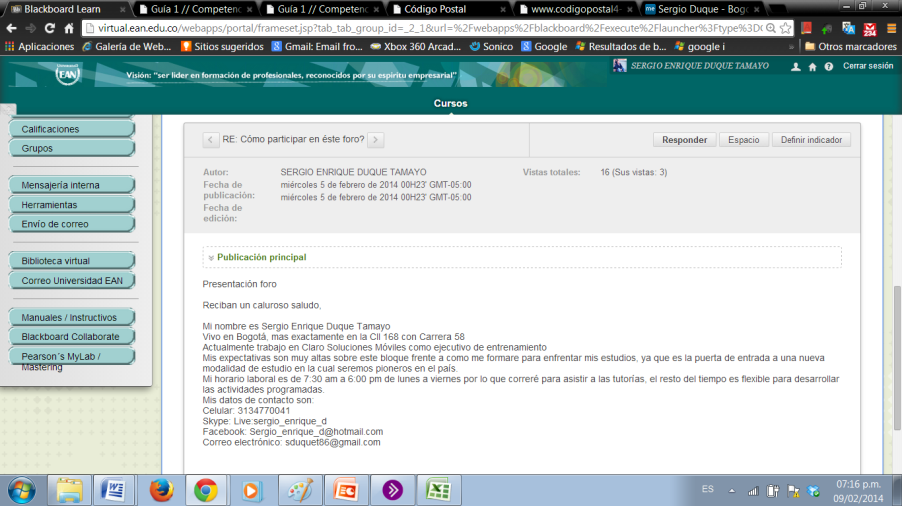 Blackboard Learn
Guía 1 // Competenc
Guía 1 // Competenc
Código Postal
www.codigopostal4-
Sergio Duque - Bogo
virtual.ean.edu.co/webapps/portal/frameset.jsp?tab_tab_group_id=_2_1&url=%2Fwebapps%2Fblackboard%2Fexecute%2Flauncher%3Ftype%3DC
Aplicaciones
Galería de Web...
Sitios sugeridos
Gmail: Email fro...
Xbox 360 Arcad...
Sonico
Google
Resultados de b...
google i
»
Otros marcadores
234
EAN
Visión: "ser líder en formación de profesionales, reconocidos por su espíritu empresarial"
SERGIO ENRIQUE DUQUE TAMAYO
Cerrar sesión
Cursos
Calificaciones
Grupos
Mensajería interna
Herramientas
Envío de correo
Biblioteca virtual
Correo Universidad EAN
Manuales / Instructivos
Blackboard Collaborate
Pearson´s MyLab /
Mastering
RE: Cómo participar en éste foro?
Responder
Espacio
Definir indicador
Autor: SERGIO ENRIQUE DUQUE TAMAYO
Vistas totales: 16 (Sus vistas: 3)
Fecha de publicación: miércoles 5 de febrero de 2014 00H23' GMT-05:00
Fecha de edición: miércoles 5 de febrero de 2014 00H23' GMT-05:00
Publicación principal
Presentación foro
Reciban un caluroso saludo,
Mi nombre es Sergio Enrique Duque Tamayo
Vivo en Bogotá, mas exactamente en la Cll 168 con Carrera 58
Actualmente trabajo en Claro Soluciones Móviles como ejecutivo de entrenamiento
Mis expectativas son muy altas sobre este bloque frente a como me formare para enfrentar mis estudios, ya que es la puerta de entrada a una nueva
modalidad de estudio en la cual seremos pioneros en el país.
Mi horario laboral es de 7:30 am a 6:00 pm de lunes a viernes por lo que correré para asistir a las tutorías, el resto del tiempo es flexible para desarrollar
las actividades programadas.
Mis datos de contacto son:
Celular: 3134770041
Skype: Live:sergio_enrique_d
Facebook: Sergio_enrique_d@hotmail.com
Correo electrónico: sduquet86@gmail.com
ES
07:16 p.m.
09/02/2014